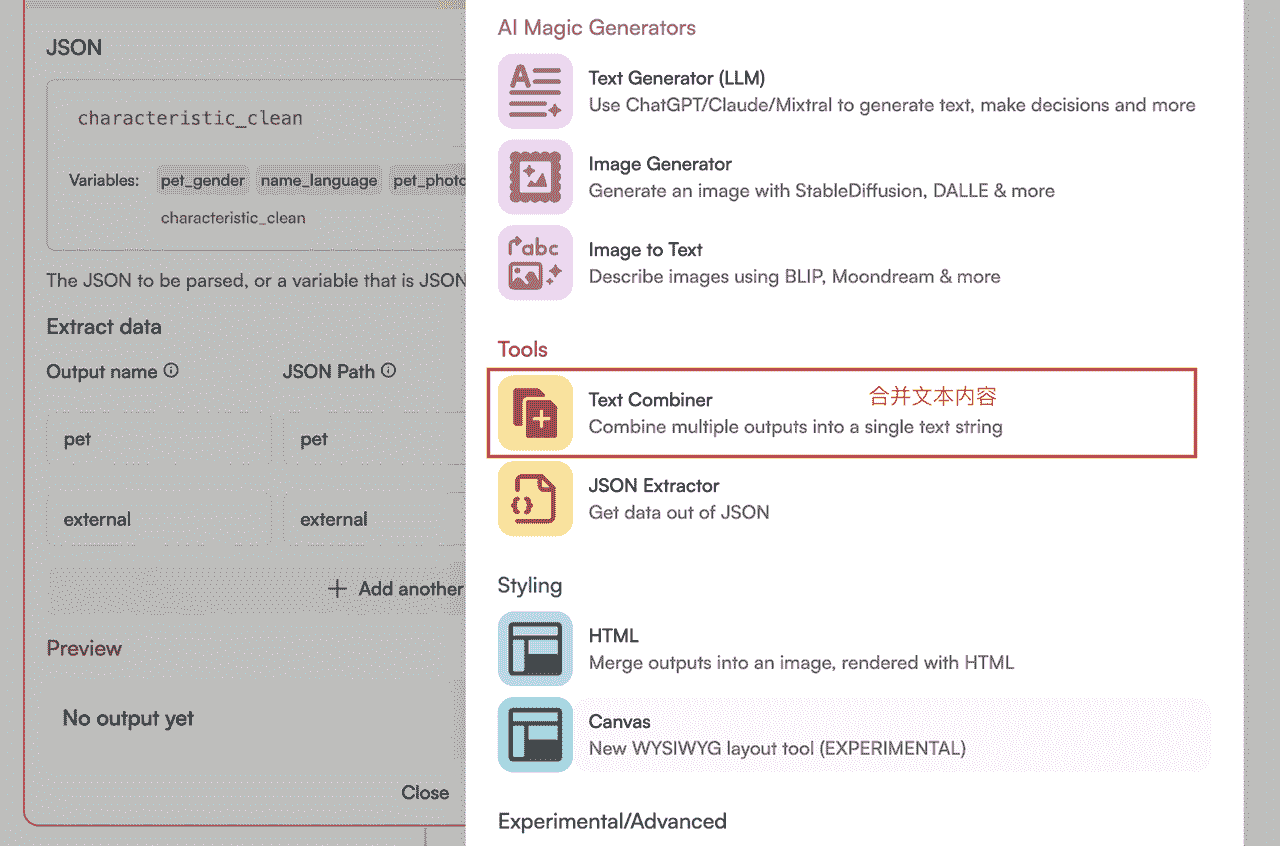 JSON
characteristic_clean
Variables: pet_gender name_language pet_photo
characteristic_clean
The JSON to be parsed, or a variable that is JSON
Extract data
Output name JSON Path
pet pet
external external
Add another
Preview
No output yet
Close
AI Magic Generators
Text Generator (LLM)
Use ChatGPT/Claude/Mixtral to generate text, make decisions and more
Image Generator
Generate an image with StableDiffusion, DALLE & more
abc
Image to Text
Describe images using BLIP, Moondream & more
Tools
Text Combiner 合并文本内容
Combine multiple outputs into a single text string
JSON Extractor
Get data out of JSON
Styling
HTML
Merge outputs into an image, rendered with HTML
Canvas
New WYSIWYG layout tool (EXPERIMENTAL)
Experimental/Advanced